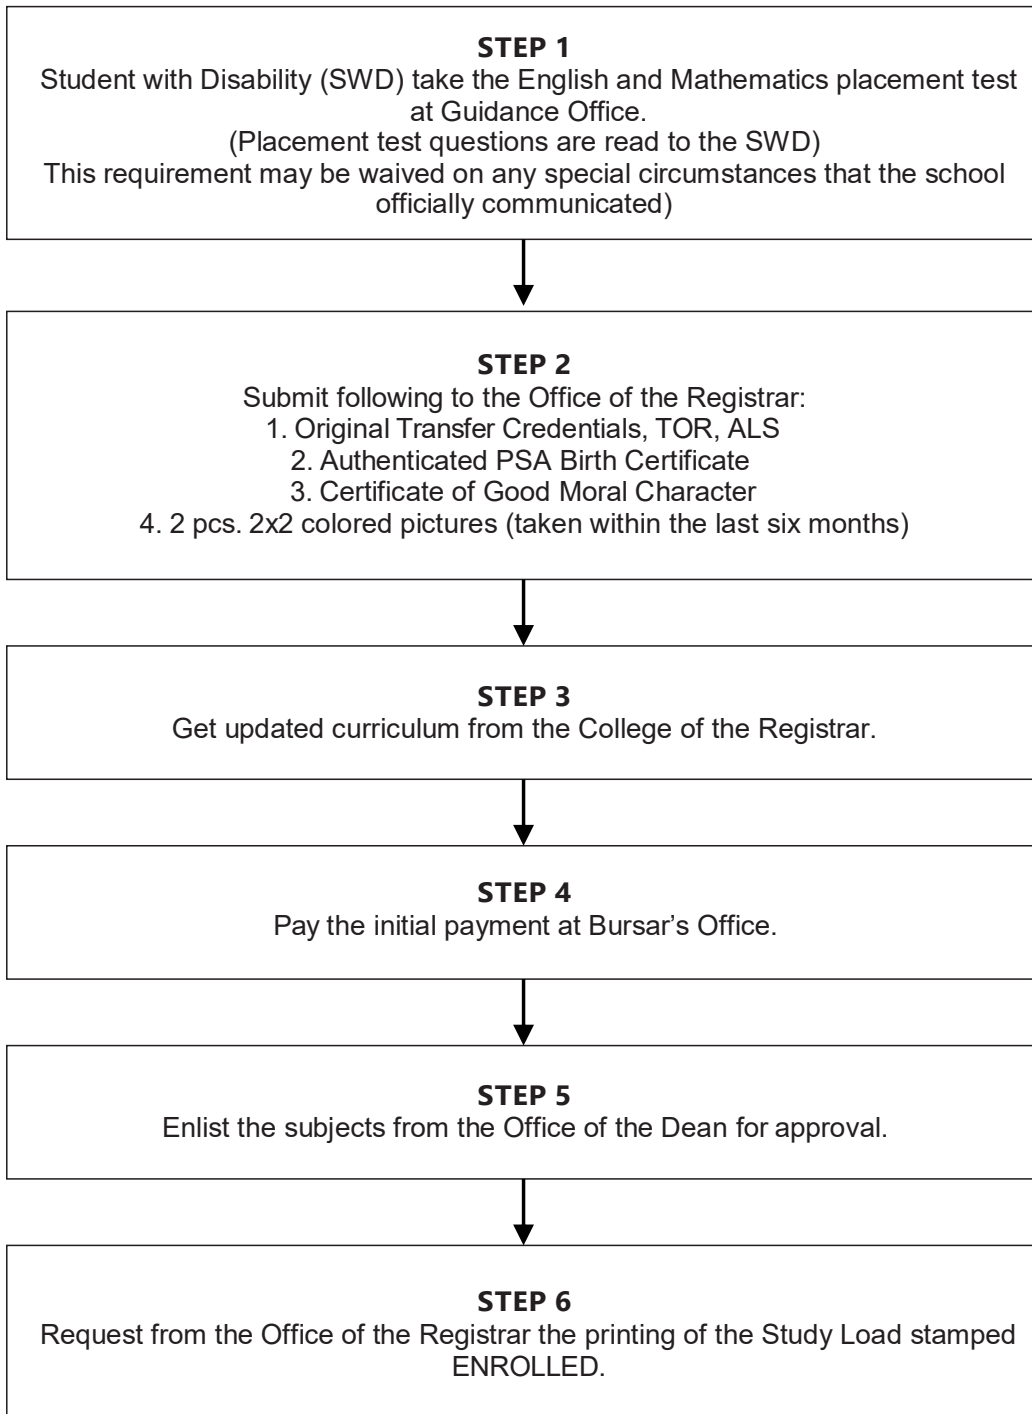 STEP 1
Student with Disability (SWD) take the English and Mathematics placement test
at Guidance Office.
(Placement test questions are read to the SWD)
This requirement may be waived on any special circumstances that the school
officially communicated)
STEP 2
Submit following to the Office of the Registrar:
1. Original Transfer Credentials, TOR, ALS
2. Authenticated PSA Birth Certificate
3. Certificate of Good Moral Character
4. 2 pcs. 2x2 colored pictures (taken within the last six months)
STEP 3
Get updated curriculum from the College of the Registrar.
STEP 4
Pay the initial payment at Bursar’s Office.
STEP 5
Enlist the subjects from the Office of the Dean for approval.
STEP 6
Request from the Office of the Registrar the printing of the Study Load stamped
ENROLLED.